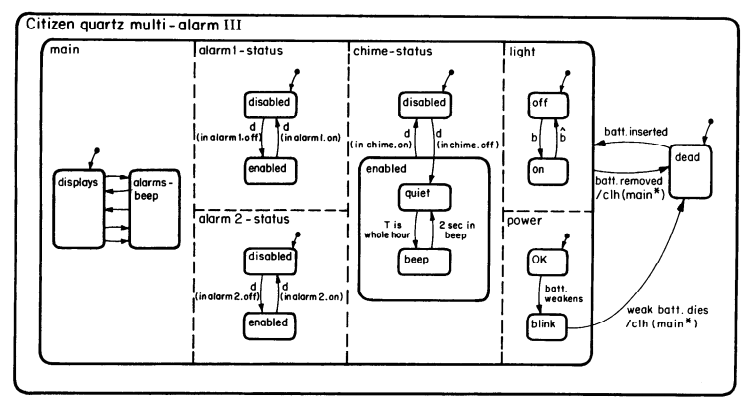 Citizen quartz multi-alarm III
main
displays
alarms-
beep
alarm1-status
disabled
d
(in alarm1.off)
d
(in alarm1.on)
enabled
alarm 2-status
disabled
d
(in alarm2.off)
d
(in alarm2.on)
enabled
chime-status
disabled
d
(in chime.on)
d
(in chime.off)
enabled
quiet
T is
whole hour
2 sec in
beep
beep
light
off
b
b̂
on
power
OK
batt.
weakens
blink
batt. inserted
dead
batt. removed
/clh(main*)
weak batt. dies
/clh(main*)